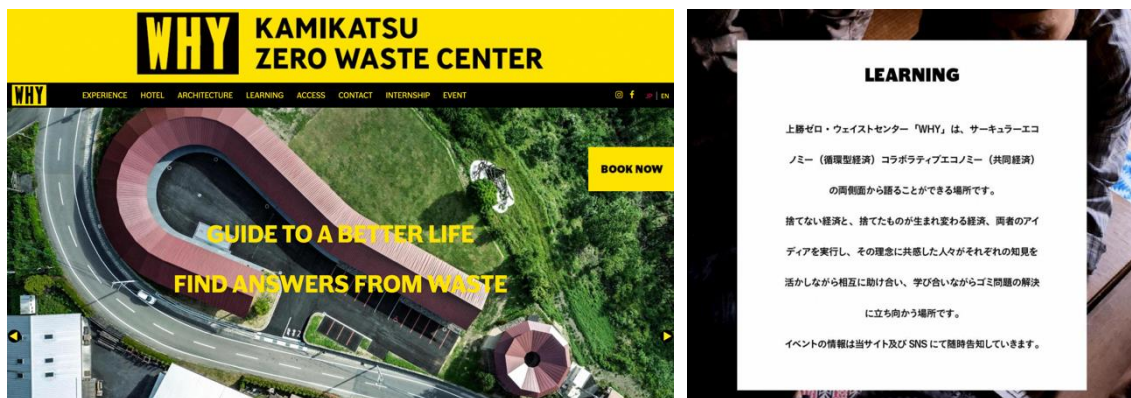 WHY
KAMIKATSU
ZERO WASTE CENTER
WHY
EXPERIENCE HOTEL ARCHITECTURE LEARNING ACCESS CONTACT INTERNSHIP EVENT
JP | EN
BOOK NOW
GUIDE TO A BETTER LIFE
FIND ANSWERS FROM WASTE
LEARNING
上勝ゼロ・ウェイストセンター「WHY」は、サーキュラーエコ
ノミー（循環型経済）コラボラティブエコノミー（共同経済）
の両側面から語ることができる場所です。
捨てない経済と、捨てたものが生まれ変わる経済、両者のアイ
ディアを実行し、その理念に共感した人々がそれぞれの知見を
活かしながら相互に助け合い、学び合いながらゴミ問題の解決
に立ち向かう場所です。
イベントの情報は当サイト及び SNS にて随時告知していきます。